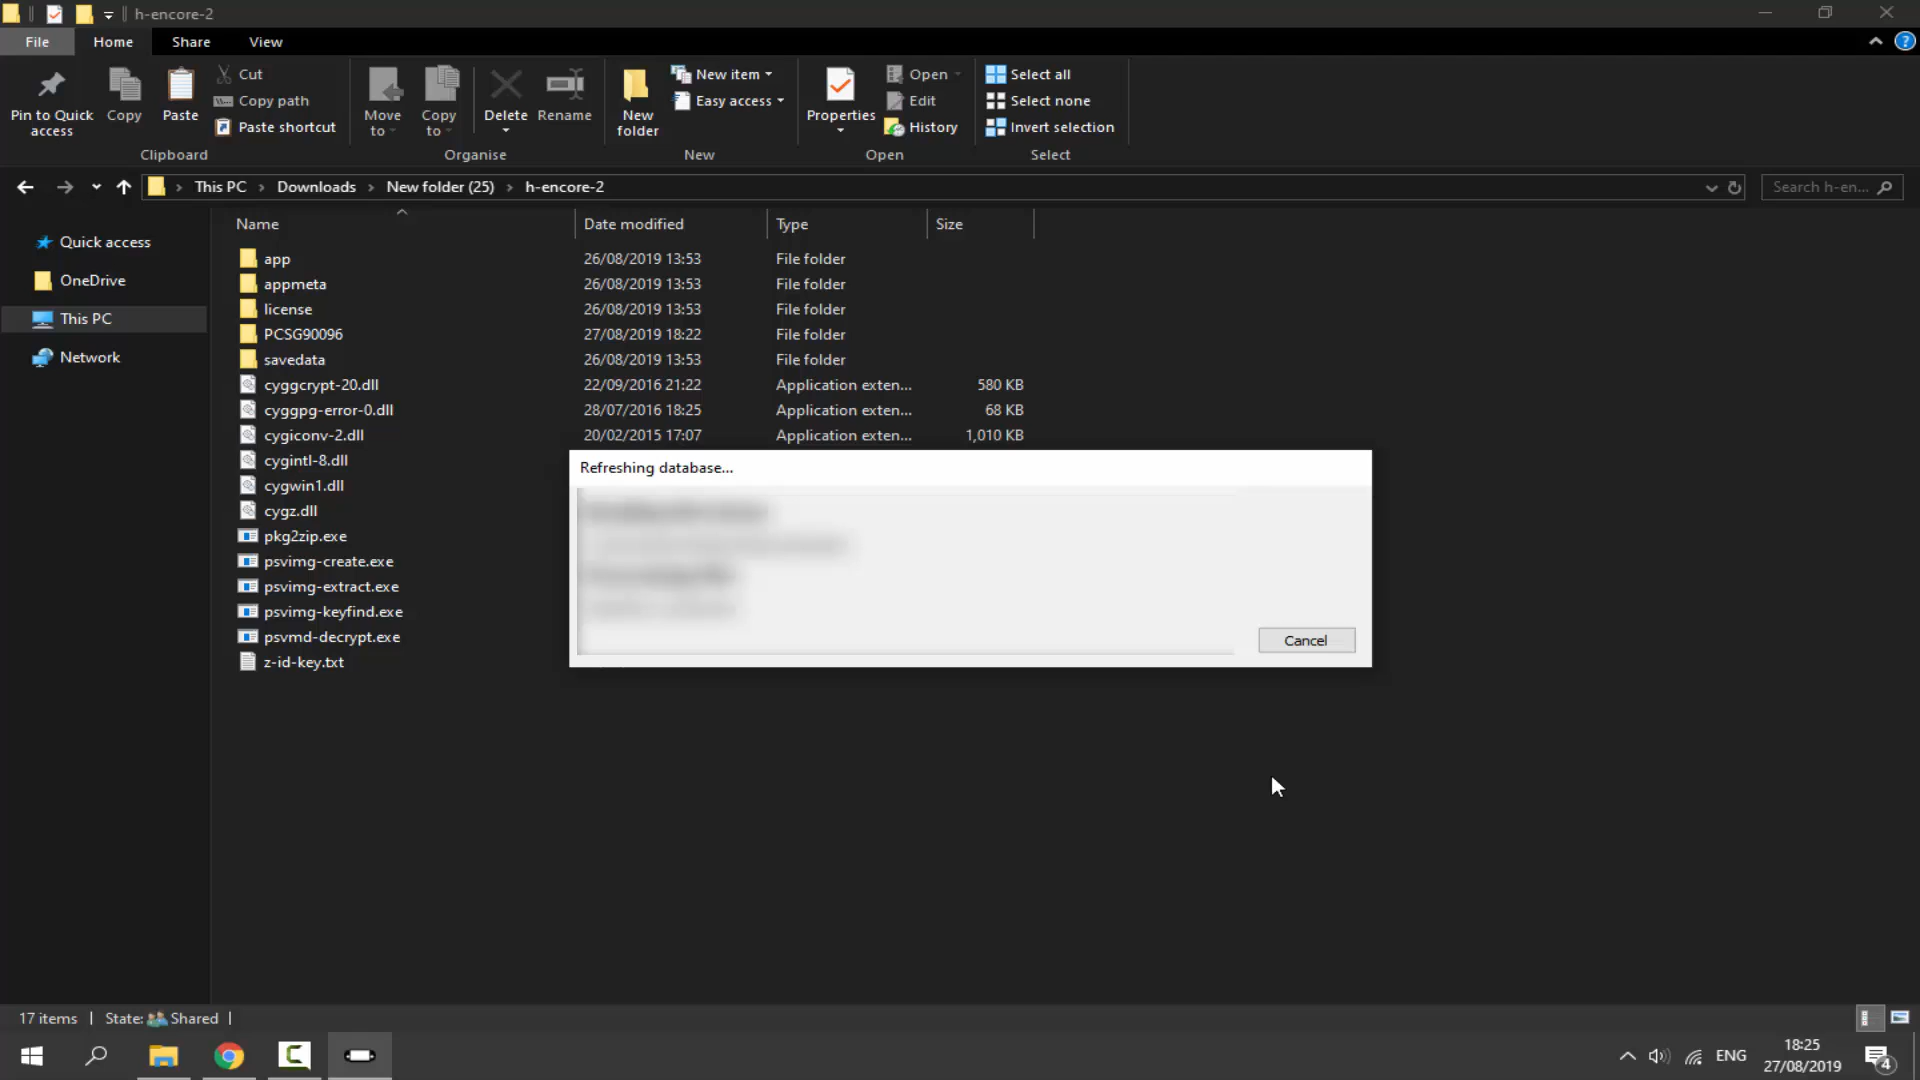 h-encore-2
File
Home
Share
View
Pin to Quick access
Copy
Paste
Cut
Copy path
Paste shortcut
Clipboard
Move to
Copy to
Delete
Rename
Organise
New folder
New item
Easy access
New
Properties
Open
Edit
History
Open
Select all
Select none
Invert selection
Select
This PC
Downloads
New folder (25)
h-encore-2
Search h-en...
Quick access
OneDrive
This PC
Network
Name Date modified Type Size
app 26/08/2019 13:53 File folder
appmeta 26/08/2019 13:53 File folder
license 26/08/2019 13:53 File folder
PCSG90096 27/08/2019 18:22 File folder
savedata 26/08/2019 13:53 File folder
cyggcrypt-20.dll 22/09/2016 21:22 Application exten... 580 KB
cyggpg-error-0.dll 28/07/2016 18:25 Application exten... 68 KB
cygiconv-2.dll 20/02/2015 17:07 Application exten... 1,010 KB
cygintl-8.dll
cygwin1.dll
cygz.dll
pkg2zip.exe
psvimg-create.exe
psvimg-extract.exe
psvimg-keyfind.exe
psvmd-decrypt.exe
z-id-key.txt
Refreshing database...
Cancel
17 items
State: Shared
ENG
18:25
27/08/2019
4